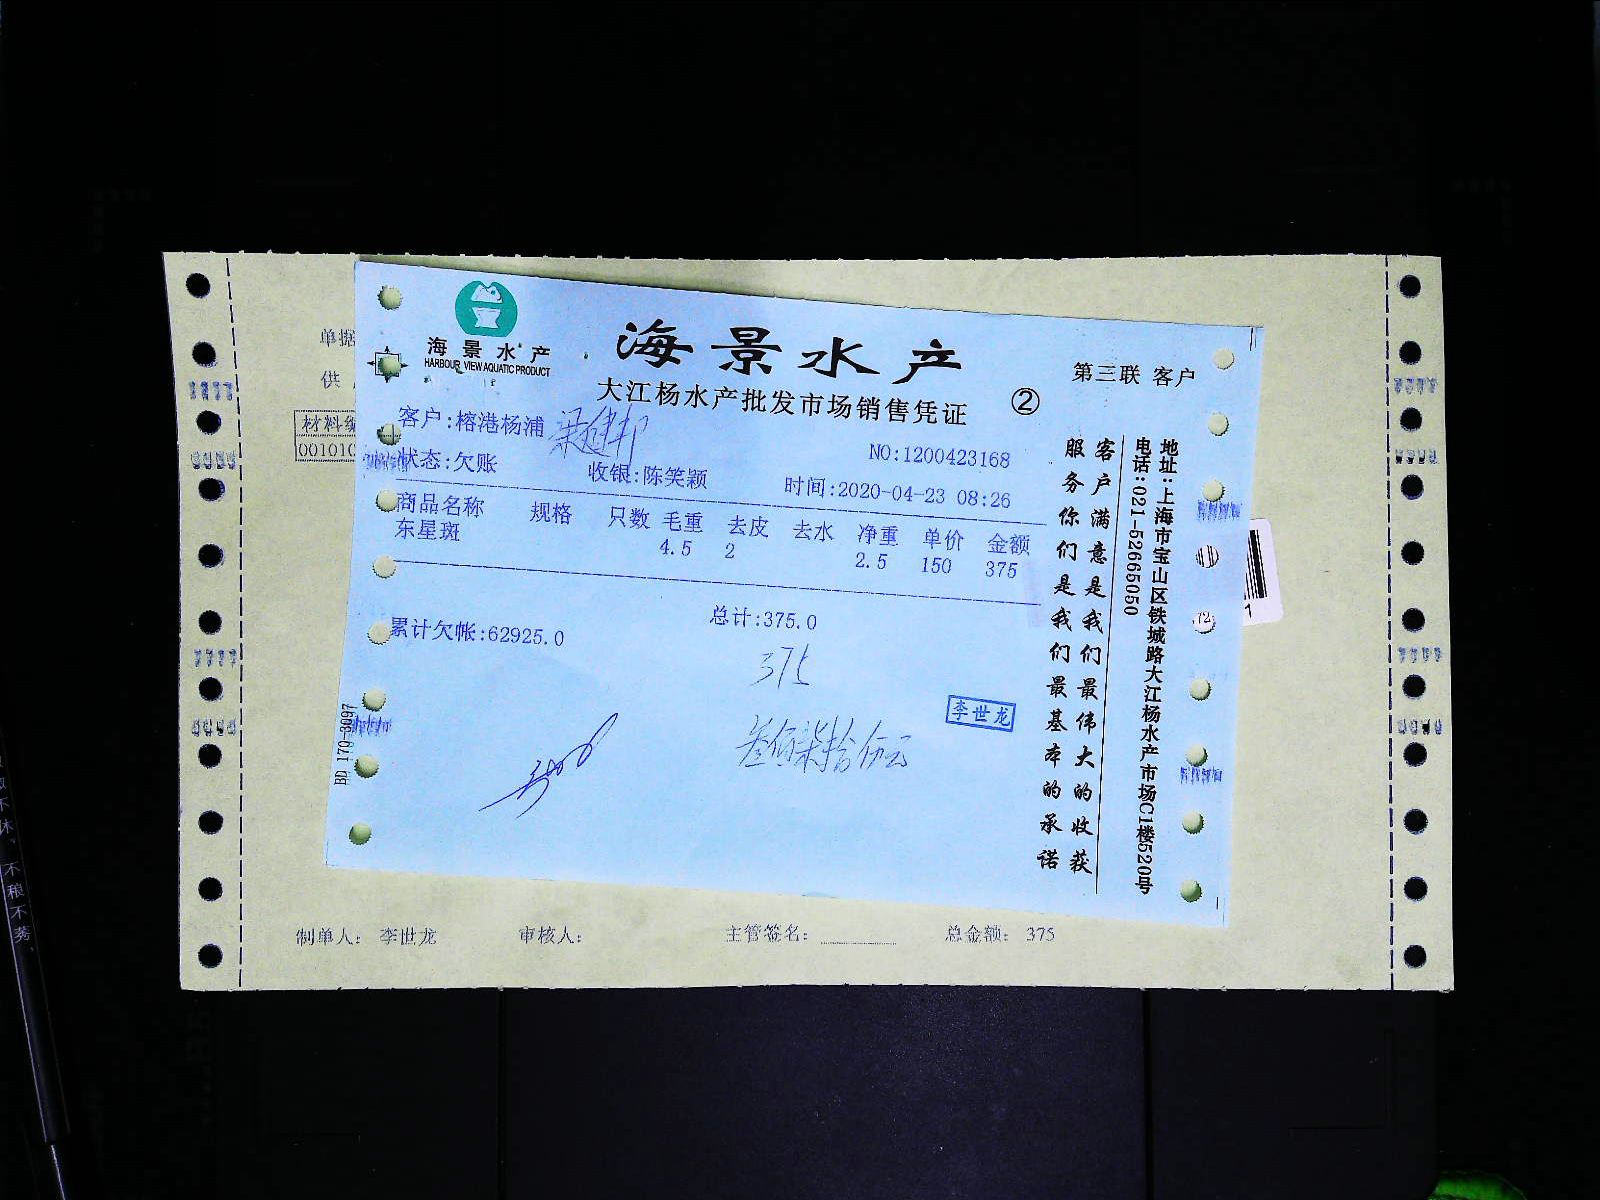 海景水产
HARBOUR VIEW AQUATIC PRODUCT
海景水产
大江杨水产批发市场销售凭证
②
第三联 客户
客户:榕港杨浦
NO:1200423168
状态:欠账
收银:陈笑颖
时间:2020-04-23 08:26
商品名称 规格 只数 毛重 去皮 去水 净重 单价 金额
东星斑 4.5 2 2.5 150 375
累计欠帐:62925.0
总计:375.0
375
叁佰柒拾伍元
李世龙
BD 170-3097
客户满意是我们最伟大的收获
服务你们是我们最基本的承诺
地址:上海市宝山区铁城路大江杨水产市场C1楼520号
电话:021-52665050
单据
供
材料编
001010
制单人: 李世龙
审核人:
主管签名:
总金额: 375